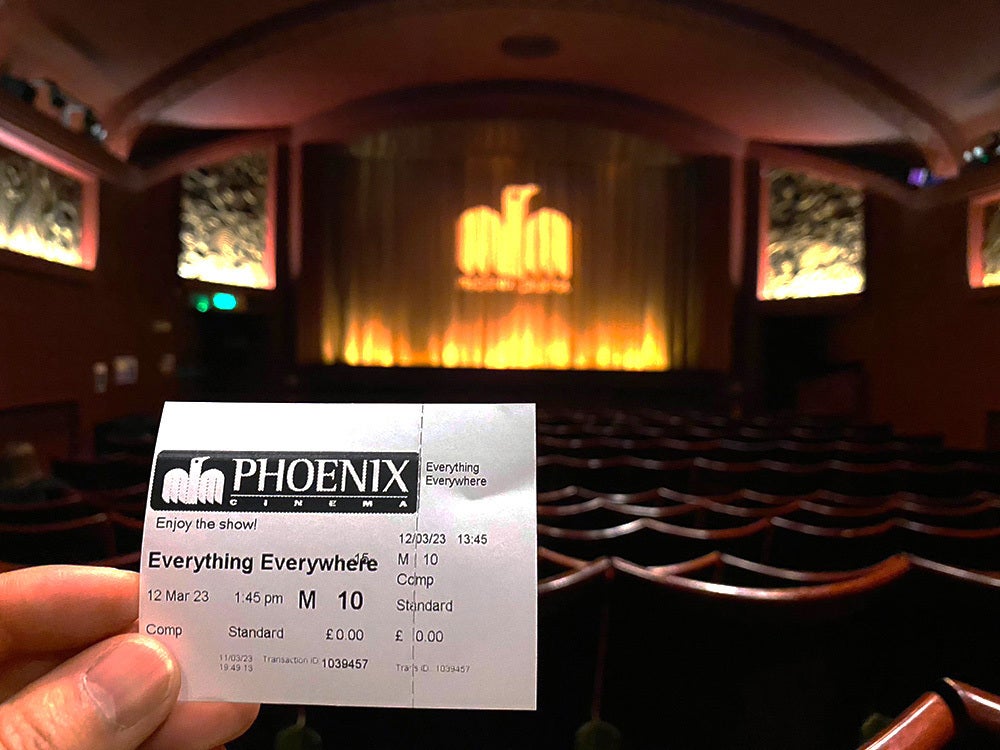 PHOENIX
CINEMA
Enjoy the show!
Everything Everywhere 15
12 Mar 23 1:45 pm M 10
Comp Standard £0.00
11/03/23
19:49:13
Transaction ID 1039457
Everything
Everywhere
12/03/23 13:45
M 10
Comp
Standard
£ 0.00
Trans ID 1039457